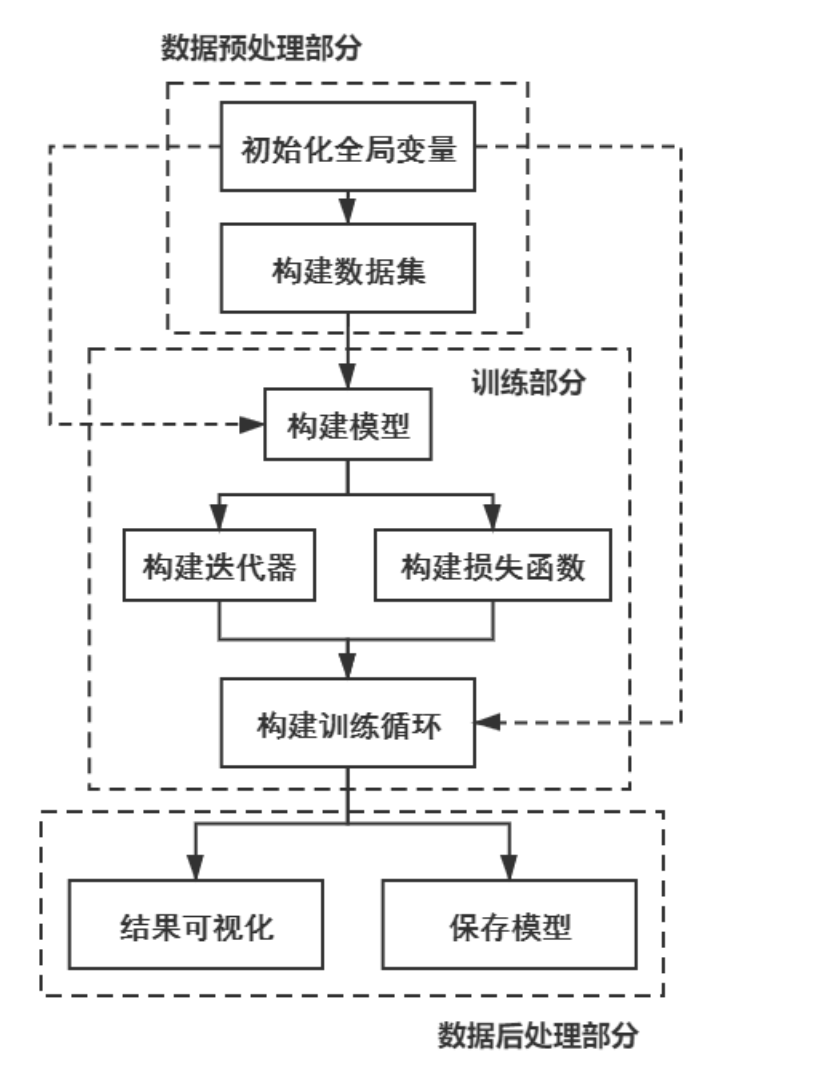 数据预处理部分
初始化全局变量
构建数据集
训练部分
构建模型
构建迭代器
构建损失函数
构建训练循环
结果可视化
保存模型
数据后处理部分